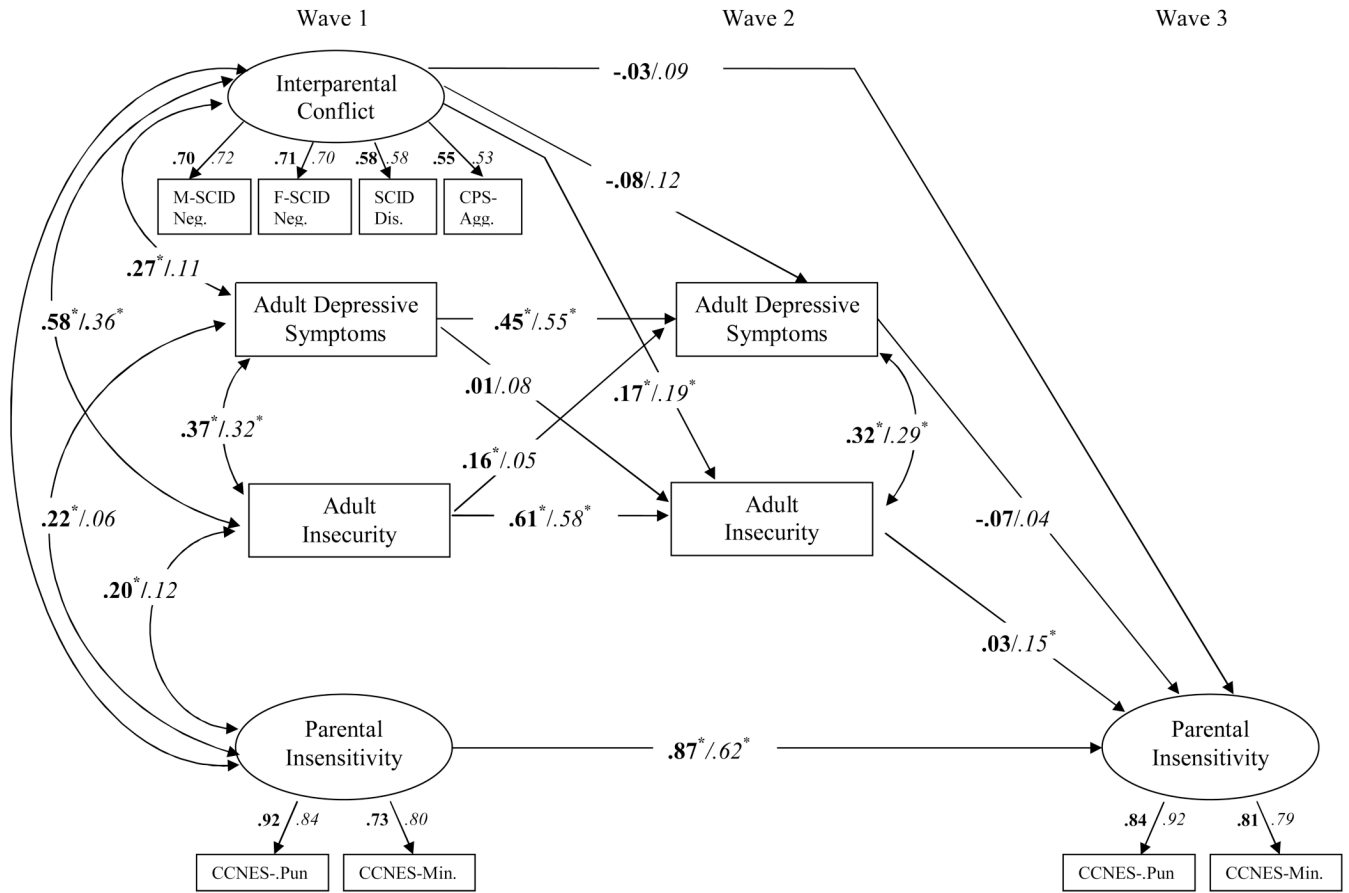 Wave 1
Wave 2
Wave 3
Interparental
Conflict
-.03/.09
.70 .72
.71 .70
.58 .58
.55 .53
M-SCID
Neg.
F-SCID
Neg.
SCID
Dis.
CPS-
Agg.
-.08/.12
.27*/.11
.58*/.36*
Adult Depressive
Symptoms
.45*/.55*
Adult Depressive
Symptoms
.01/.08
.17*/.19*
.37*/.32*
.32*/.29*
.16*/.05
Adult
Insecurity
.61*/.58*
Adult
Insecurity
.22*/.06
-.07/.04
.20*/.12
.03/.15*
Parental
Insensitivity
.87*/.62*
Parental
Insensitivity
.92 .84
.73 .80
.84 .92
.81 .79
CCNES-.Pun
CCNES-Min.
CCNES-.Pun
CCNES-Min.